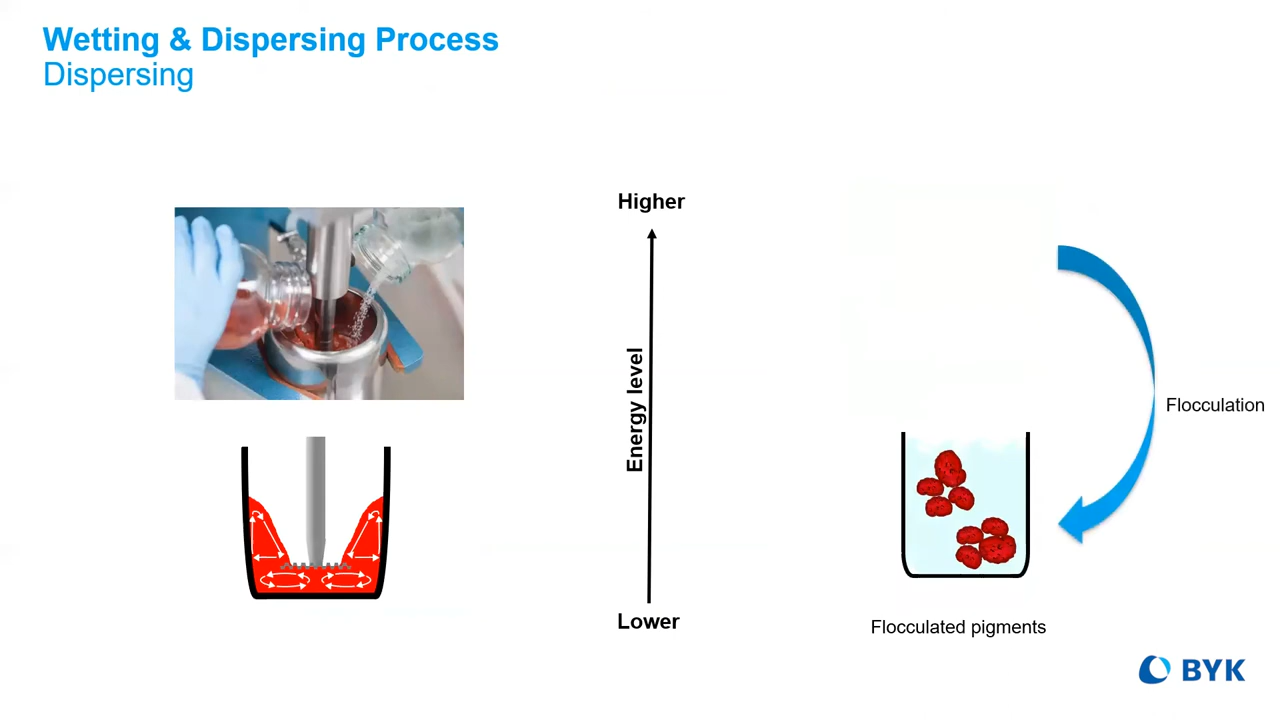 Wetting & Dispersing Process
Dispersing
Higher
Energy level
Flocculation
Lower
Flocculated pigments
BYK